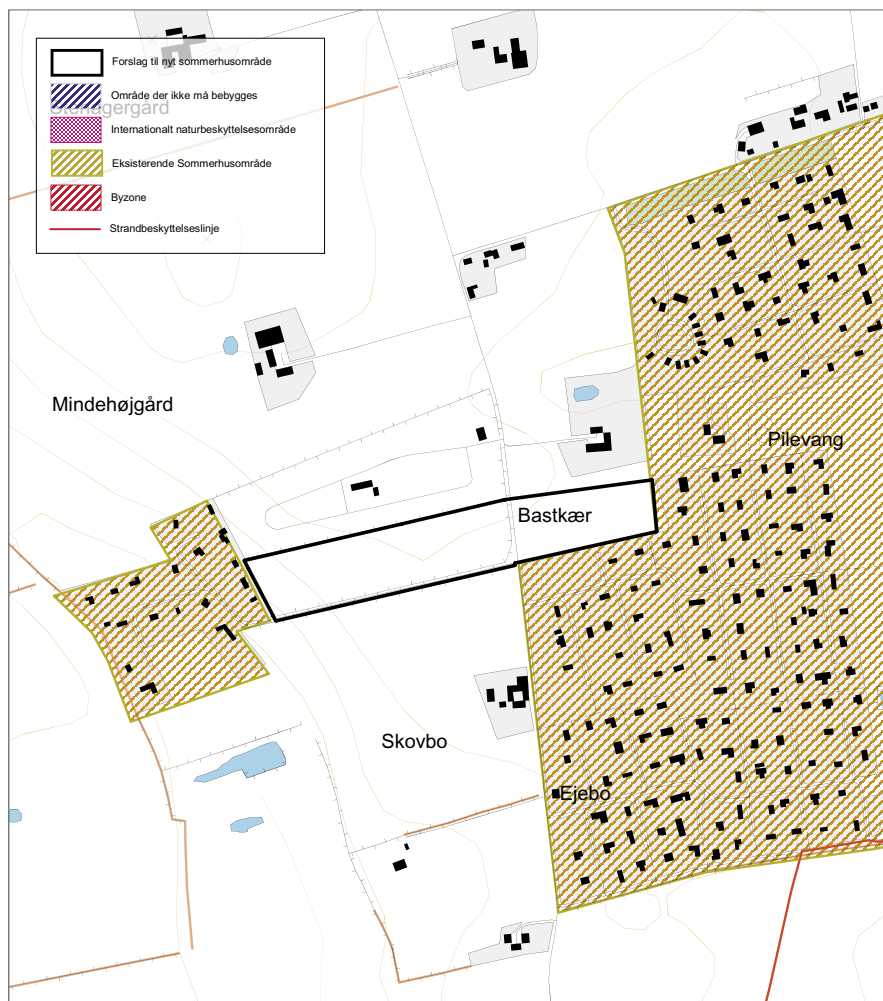 Forslag til nyt sommerhusområde
Område der ikke må bebygges
Stenagergård
Internationalt naturbeskyttelsesområde
Eksisterende Sommerhusområde
Byzone
Strandbeskyttelseslinje
Mindehøjgård
Pilevang
Bastkær
Skovbo
Ejebo